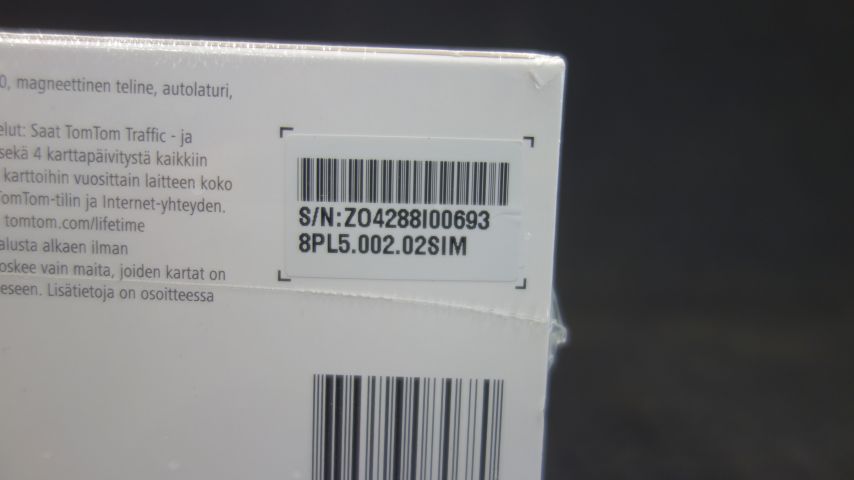 0, magneettinen teline, autolaturi,
elut: Saat TomTom Traffic - ja
sekä 4 karttapäivitystä kaikkiin
karttoihin vuosittain laitteen koko
TomTom-tilin ja Internet-yhteyden.
tomtom.com/lifetime
alusta alkaen ilman
oskee vain maita, joiden kartat on
eseen. Lisätietoja on osoitteessa
S/N:ZO4288I00693
8PL5.002.02SIM